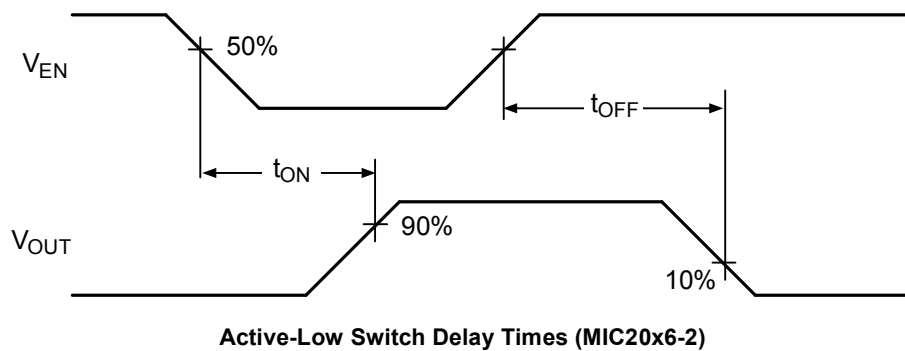 50%
V_EN
t_OFF
t_ON
90%
V_OUT
10%
Active-Low Switch Delay Times (MIC20x6-2)